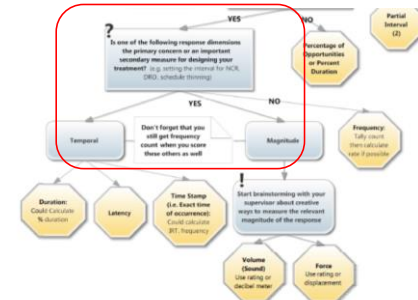 YES
NO
Partial
Interval
(2)
?
Is one of the following response dimensions
the primary concern or an important
secondary measure for designing your
treatment? (e.g. setting the interval for NCR,
DRO, schedule thinning)
Percentage of
Opportunities
or Percent
Duration
YES
NO
Temporal
Don't forget that you
still get frequency
count when you score
these others as well
Magnitude
Frequency:
Tally count
then calculate
rate if possible
Duration:
Could Calculate
% duration
Latency
Time Stamp
(i.e. Exact time
of occurrence):
Could calculate
IRT, frequency
!
Start brainstorming with your
supervisor about creative
ways to measure the relevant
magnitude of the response
Volume
(Sound)
Use rating or
decibel meter
Force
Use rating or
displacement